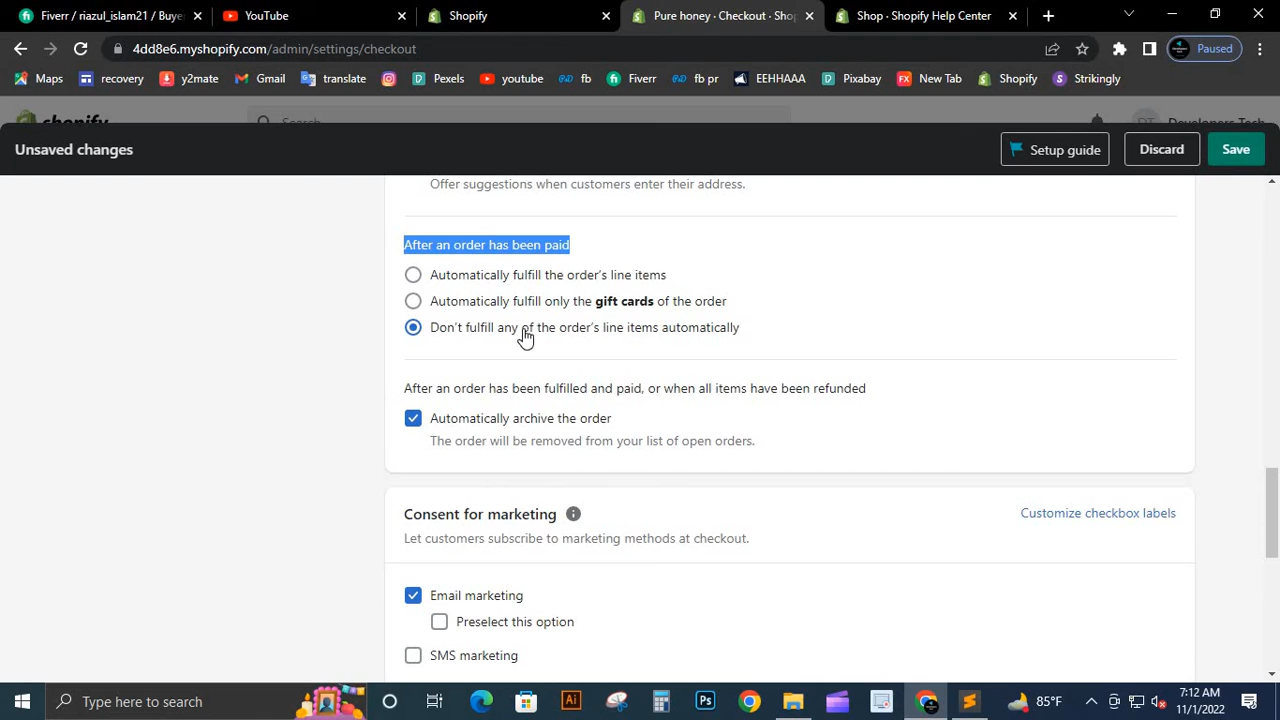 Fiverr / riazul_islam21 / Buyer
YouTube
Shopify
Pure honey · Checkout · Shop
Shop · Shopify Help Center
4dd8e6.myshopify.com/admin/settings/checkout
Paused
Maps
recovery
y2mate
Gmail
translate
Pexels
youtube
fb
Fiverr
fb pr
EEHHAAA
Pixabay
New Tab
Shopify
Strikingly
shopify
Search
Developers Tech
Unsaved changes
Setup guide
Discard
Save
Offer suggestions when customers enter their address.
After an order has been paid
Automatically fulfill the order's line items
Automatically fulfill only the gift cards of the order
Don't fulfill any of the order's line items automatically
After an order has been fulfilled and paid, or when all items have been refunded
Automatically archive the order
The order will be removed from your list of open orders.
Consent for marketing
Customize checkbox labels
Let customers subscribe to marketing methods at checkout.
Email marketing
Preselect this option
SMS marketing
Type here to search
85°F
7:12 AM
11/1/2022